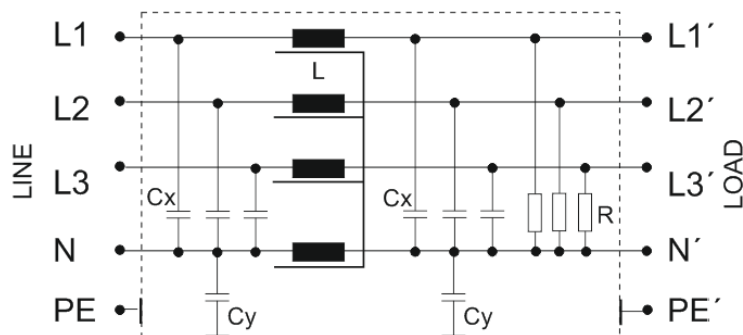 L1 L1´
L
L2 L2´
LINE
L3 L3´
LOAD
Cx Cx R
N N´
Cy Cy
PE PE´